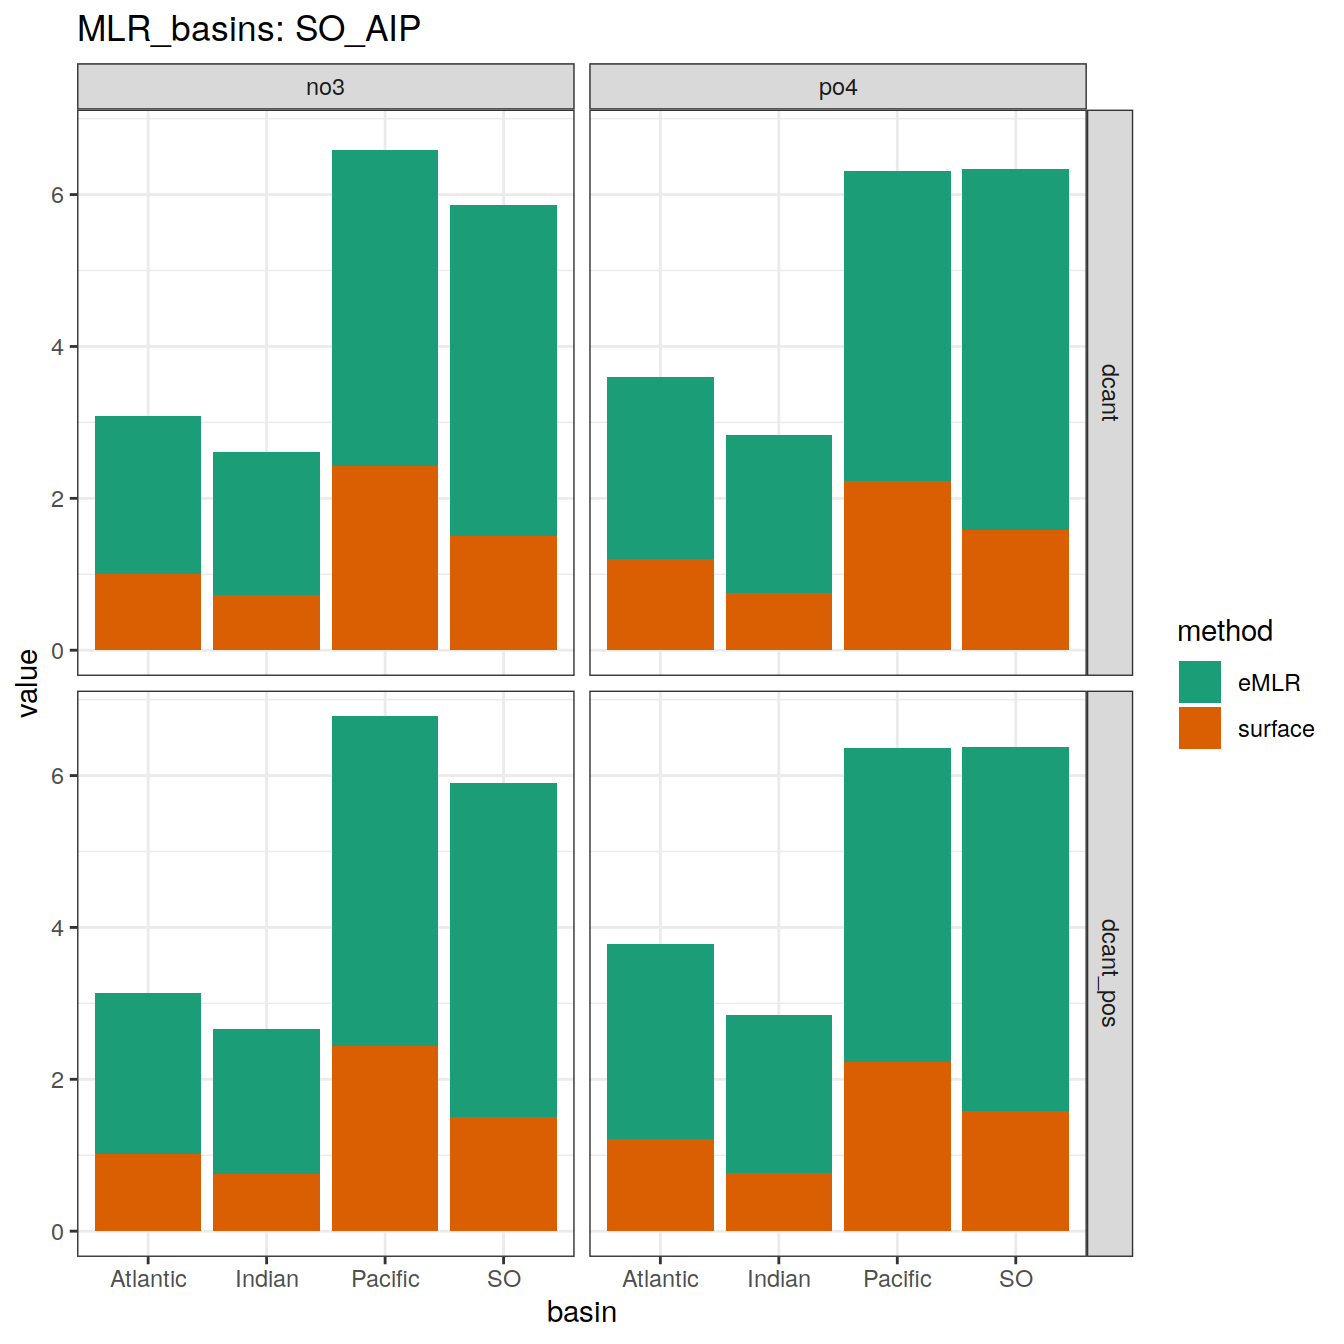 MLR_basins: SO_AIP
no3
po4
6
4
2
0
dcant
6
4
2
0
dcant_pos
value
Atlantic Indian Pacific SO
Atlantic Indian Pacific SO
basin
method
eMLR
surface